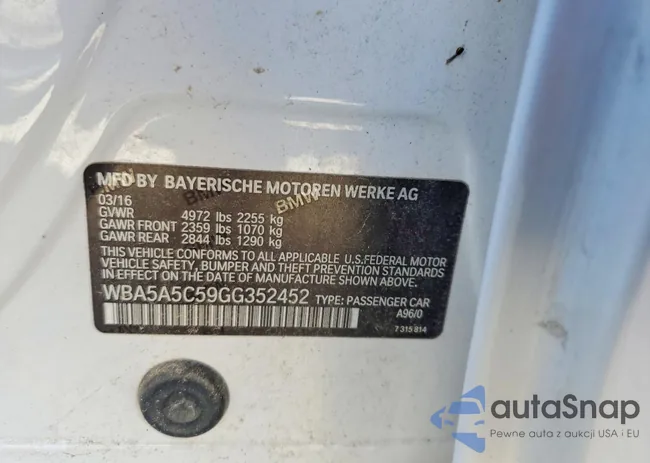 MFD BY BAYERISCHE MOTOREN WERKE AG
03/16
GVWR 4972 lbs 2255 kg
GAWR FRONT 2359 lbs 1070 kg
GAWR REAR 2844 lbs 1290 kg
THIS VEHICLE CONFORMS TO ALL APPLICABLE U.S.FEDERAL MOTOR
VEHICLE SAFETY, BUMPER, AND THEFT PREVENTION STANDARDS
IN EFFECT ON THE DATE OF MANUFACTURE SHOWN ABOVE.
WBA5A5C59GG352452 TYPE: PASSENGER CAR
A96/0
7 315 814
BMW
BMW
BMW
autaSnap
Pewne auta z aukcji USA i EU